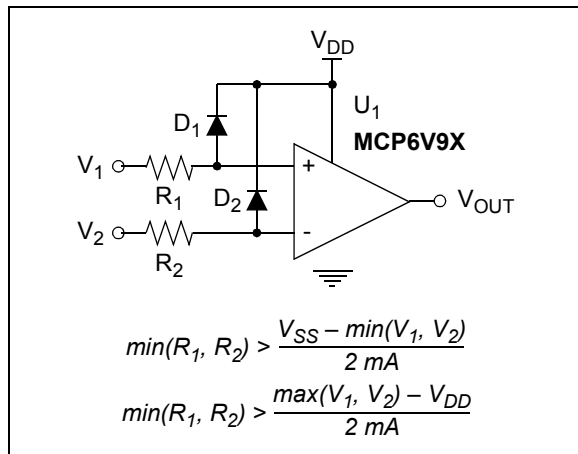 VDD
U1
D1
MCP6V9X
V1
+
R1
D2
VOUT
V2
-
R2
min(R1, R2) > VSS – min(V1, V2)
2 mA
min(R1, R2) > max(V1, V2) – VDD
2 mA